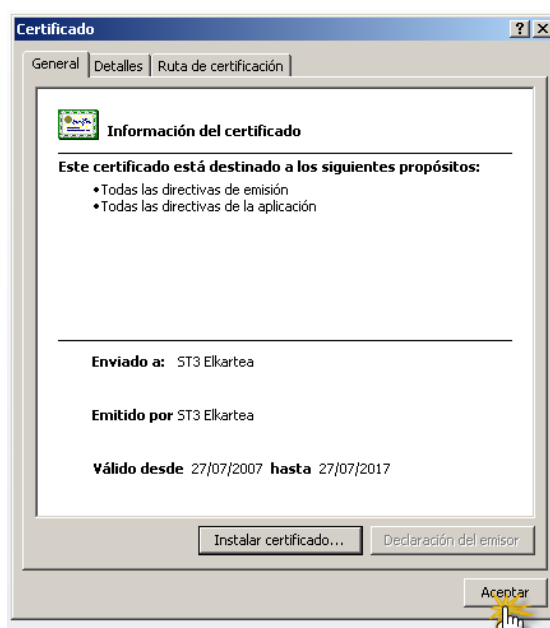 Certificado
General Detalles Ruta de certificación
Información del certificado
Este certificado está destinado a los siguientes propósitos:
•Todas las directivas de emisión
•Todas las directivas de la aplicación
Enviado a: ST3 Elkartea
Emitido por ST3 Elkartea
Válido desde 27/07/2007 hasta 27/07/2017
Instalar certificado... Declaración del emisor
Aceptar